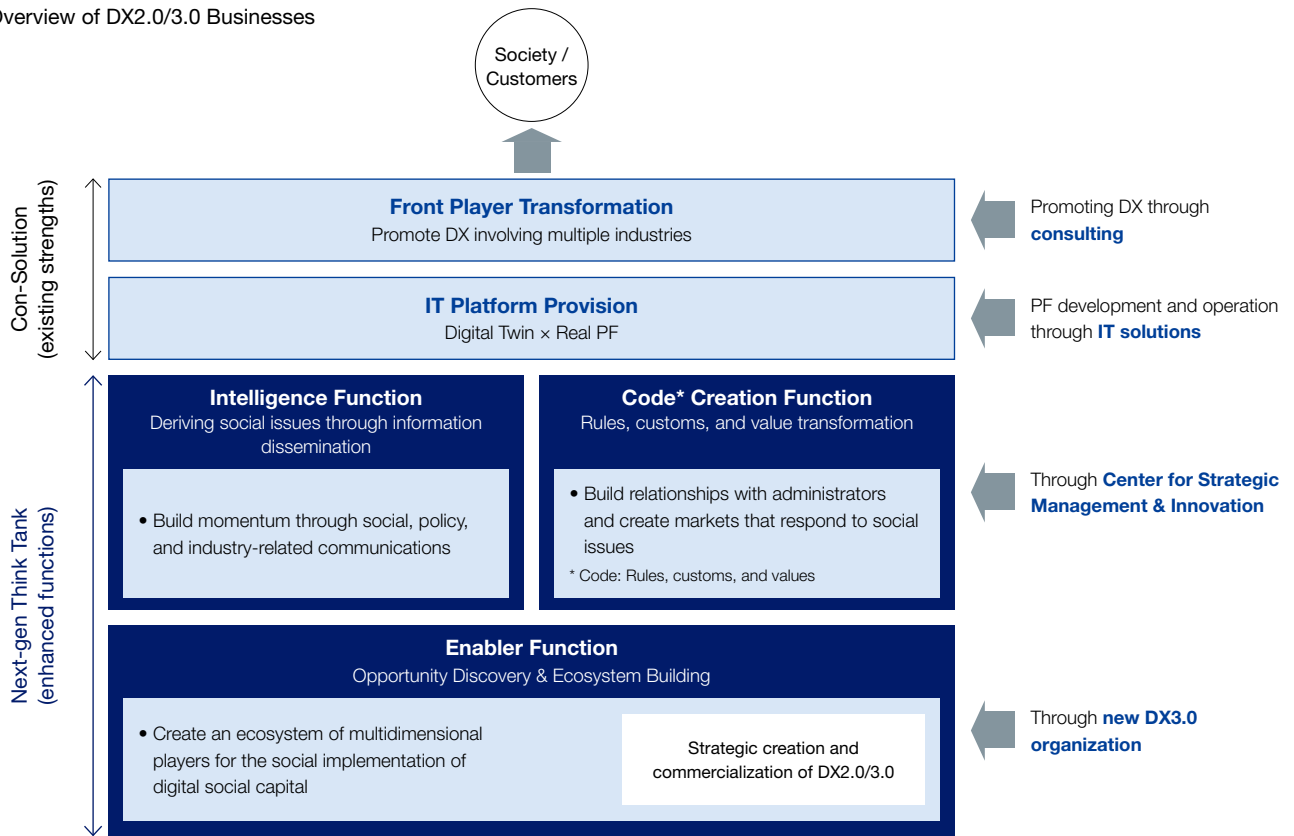 Overview of DX2.0/3.0 Businesses
Society /
Customers
Con-Solution
(existing strengths)
Front Player Transformation
Promote DX involving multiple industries
Promoting DX through
consulting
IT Platform Provision
Digital Twin × Real PF
PF development and operation
through IT solutions
Next-gen Think Tank
(enhanced functions)
Intelligence Function
Deriving social issues through information
dissemination
• Build momentum through social, policy,
and industry-related communications
Code* Creation Function
Rules, customs, and value transformation
• Build relationships with administrators
and create markets that respond to social
issues
* Code: Rules, customs, and values
Through Center for Strategic
Management & Innovation
Enabler Function
Opportunity Discovery & Ecosystem Building
• Create an ecosystem of multidimensional
players for the social implementation of
digital social capital
Strategic creation and
commercialization of DX2.0/3.0
Through new DX3.0
organization